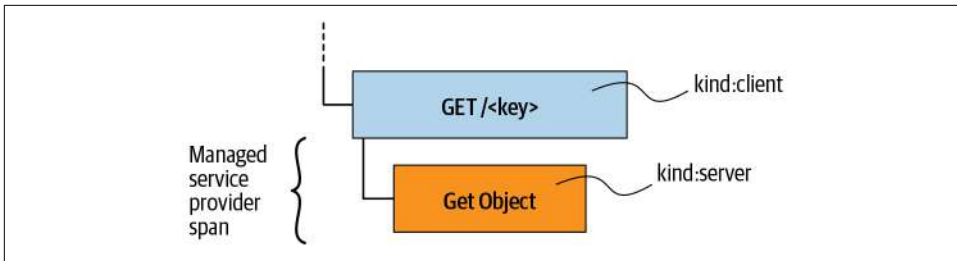 GET /<key>
kind:client
Managed
service
provider
span
Get Object
kind:server